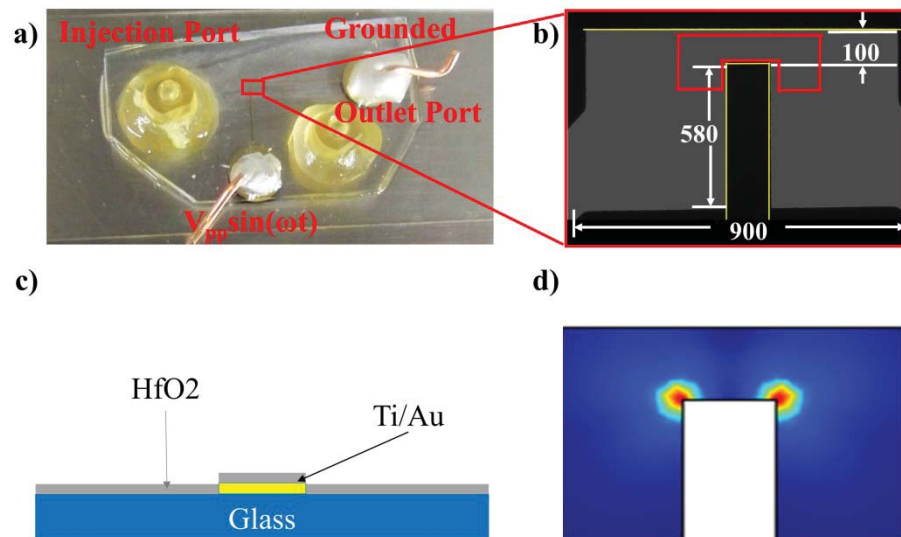 a)
Injection Port
Grounded
Outlet Port
Vppsin(ωt)
b)
100
580
900
c)
HfO2
Ti/Au
Glass
d)